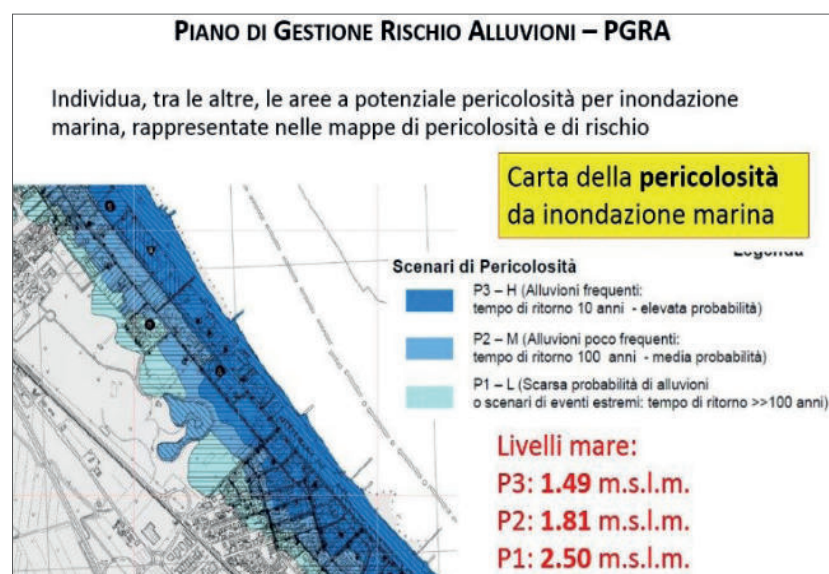 PIANO DI GESTIONE RISCHIO ALLUVIONI – PGRA
Individua, tra le altre, le aree a potenziale pericolosità per inondazione
marina, rappresentate nelle mappe di pericolosità e di rischio
Carta della pericolosità
da inondazione marina
Legenda
Scenari di Pericolosità
P3 – H (Alluvioni frequenti:
tempo di ritorno 10 anni - elevata probabilità)
P2 – M (Alluvioni poco frequenti:
tempo di ritorno 100 anni - media probabilità)
P1 – L (Scarsa probabilità di alluvioni
o scenari di eventi estremi: tempo di ritorno >>100 anni)
Livelli mare:
P3: 1.49 m.s.l.m.
P2: 1.81 m.s.l.m.
P1: 2.50 m.s.l.m.